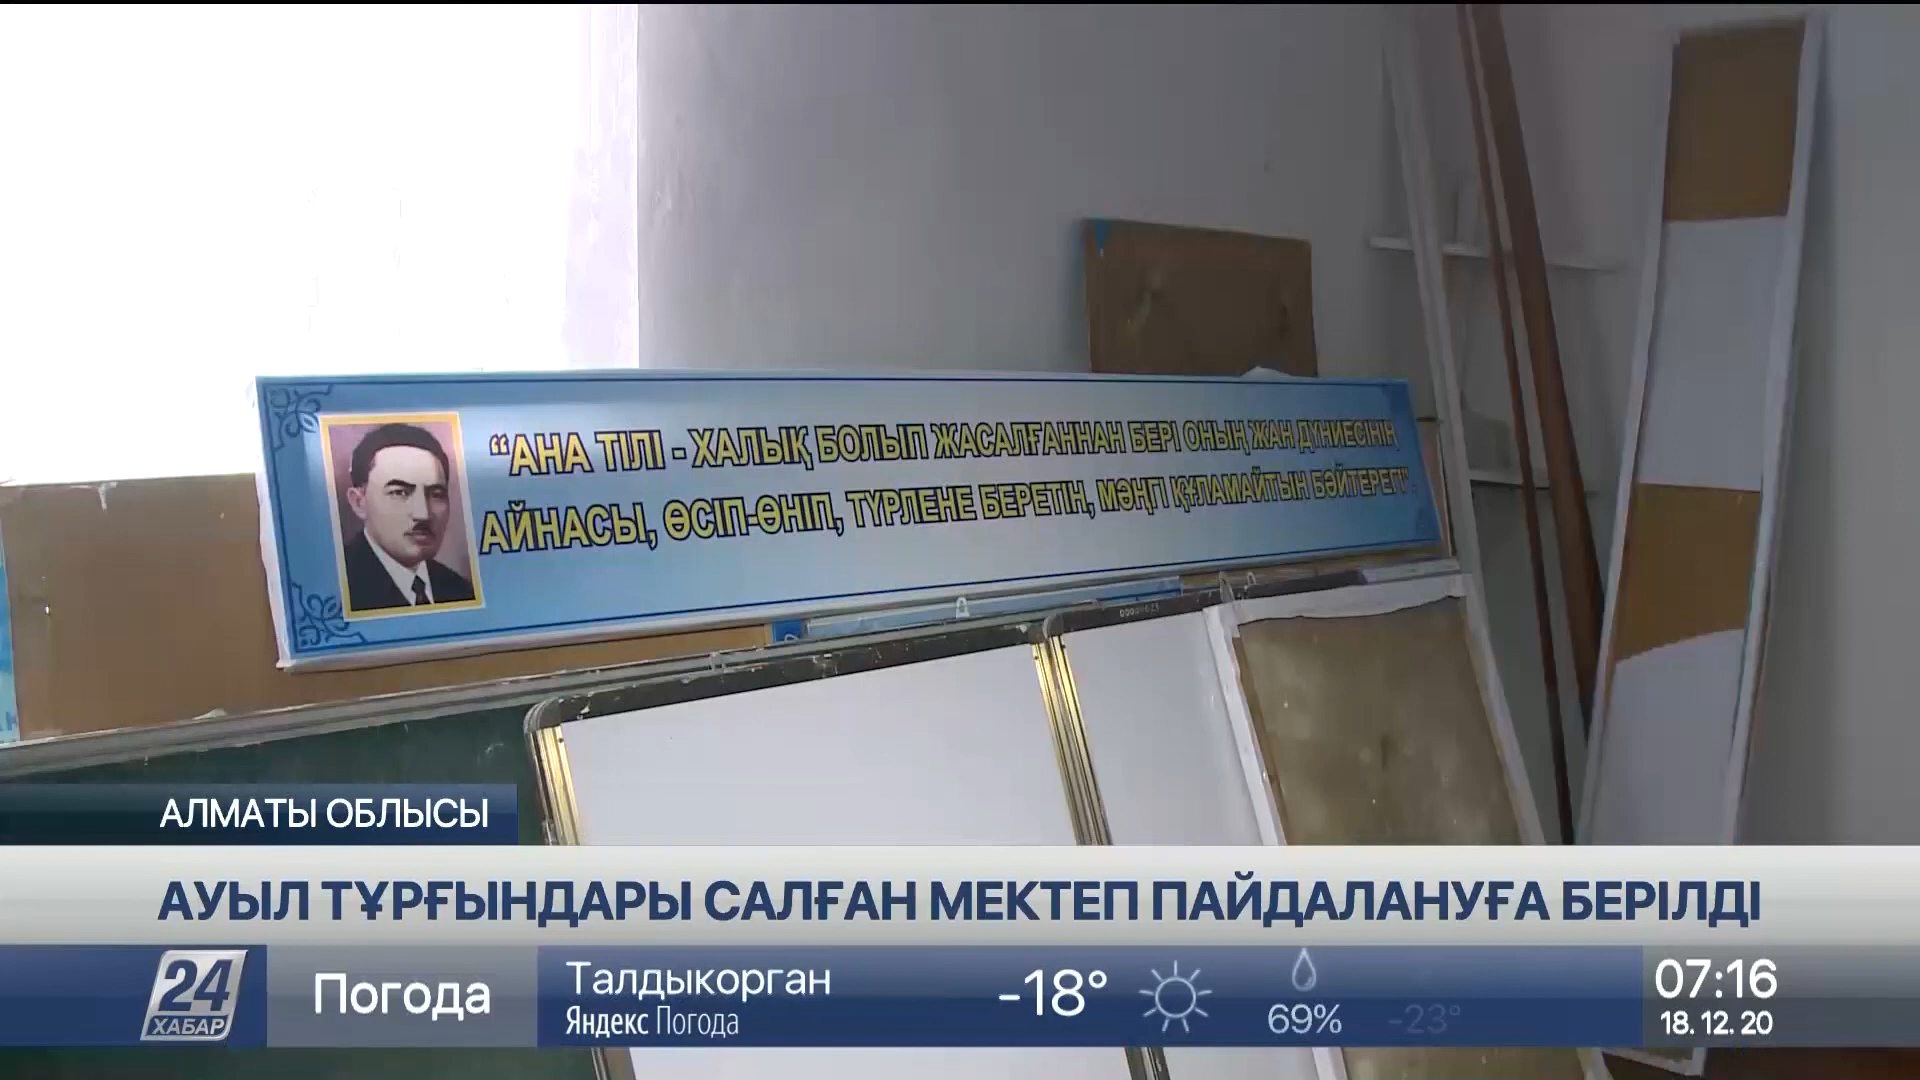 “АНА ТІЛІ - ХАЛЫҚ БОЛЫП ЖАСАЛҒАННАН БЕРІ ОНЫҢ ЖАН ДҮНИЕСІНІҢ
АЙНАСЫ, ӨСІП-ӨНІП, ТҮРЛЕНЕ БЕРЕТІН, МӘҢГІ ҚҰЛАМАЙТЫН БӘЙТЕРЕГІ".
АЛМАТЫ ОБЛЫСЫ
АУЫЛ ТҰРҒЫНДАРЫ САЛҒАН МЕКТЕП ПАЙДАЛАНУҒА БЕРІЛДІ
24
ХАБАР
Погода
Талдыкорган
Яндекс Погода
-18°
69%
-23°
07:16
18. 12. 20